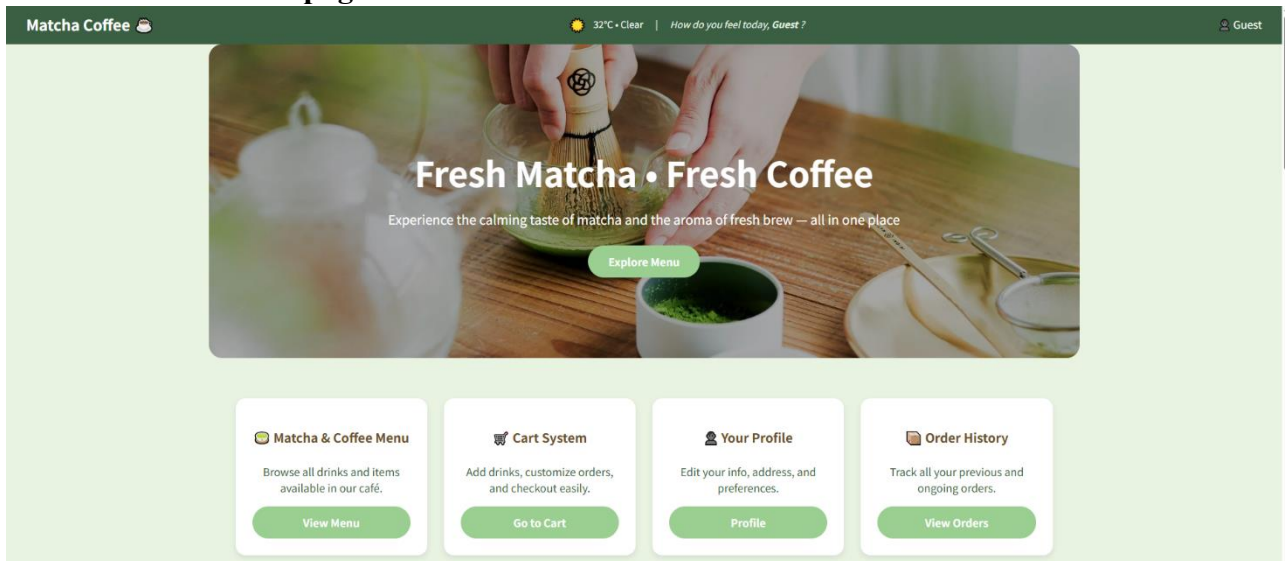 Matcha Coffee
32°C • Clear | How do you feel today, Guest ?
Guest
Fresh Matcha • Fresh Coffee
Experience the calming taste of matcha and the aroma of fresh brew — all in one place
Explore Menu
Matcha & Coffee Menu
Browse all drinks and items
available in our café.
View Menu
Cart System
Add drinks, customize orders,
and checkout easily.
Go to Cart
Your Profile
Edit your info, address, and
preferences.
Profile
Order History
Track all your previous and
ongoing orders.
View Orders